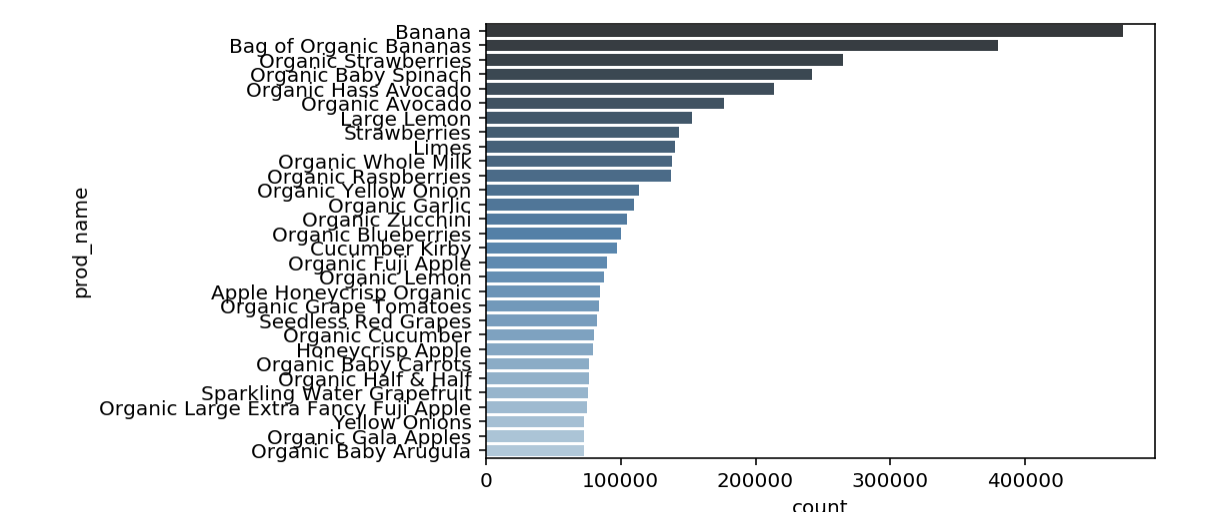 Banana
Bag of Organic Bananas
Organic Strawberries
Organic Baby Spinach
Organic Hass Avocado
Organic Avocado
Large Lemon
Strawberries
Limes
Organic Whole Milk
Organic Raspberries
Organic Yellow Onion
Organic Garlic
Organic Zucchini
Organic Blueberries
Cucumber Kirby
Organic Fuji Apple
Organic Lemon
Apple Honeycrisp Organic
Organic Grape Tomatoes
Seedless Red Grapes
Organic Cucumber
Honeycrisp Apple
Organic Baby Carrots
Organic Half & Half
Sparkling Water Grapefruit
Organic Large Extra Fancy Fuji Apple
Yellow Onions
Organic Gala Apples
Organic Baby Arugula
prod_name
0 100000 200000 300000 400000
count